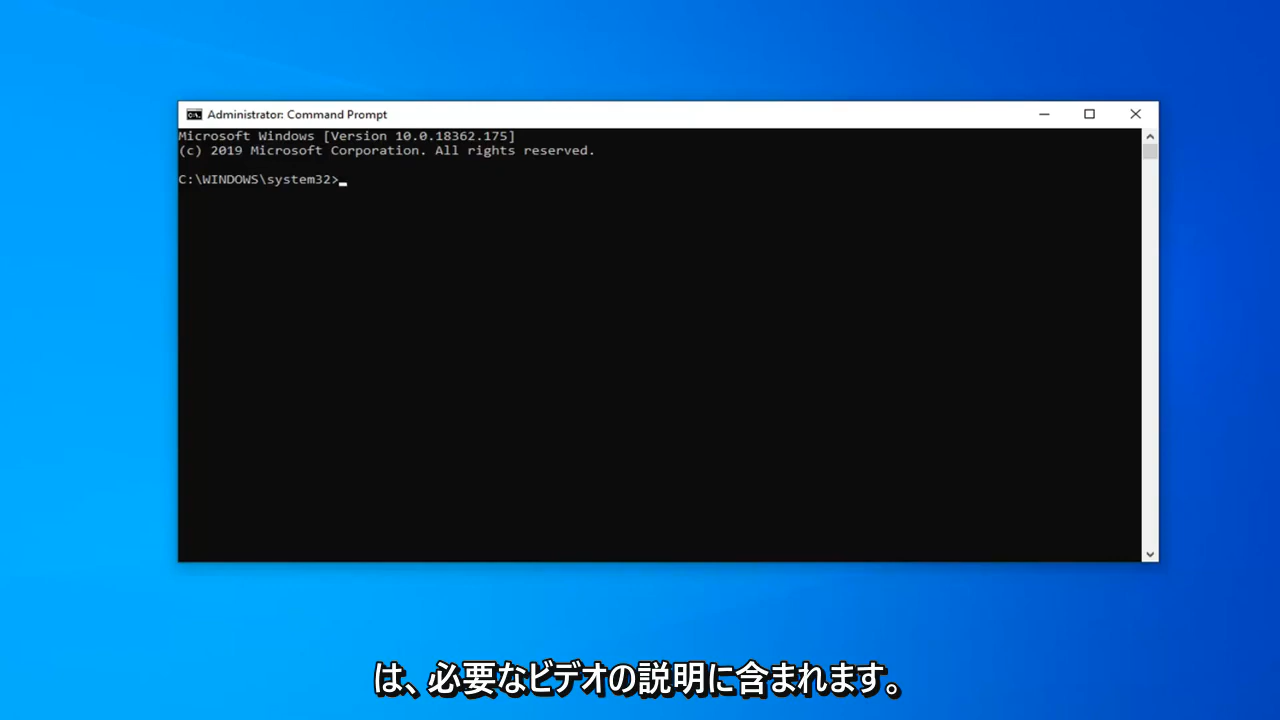 Administrator: Command Prompt
Microsoft Windows [Version 10.0.18362.175]
(c) 2019 Microsoft Corporation. All rights reserved.
C:\WINDOWS\system32>
は、必要なビデオの説明に含まれます。